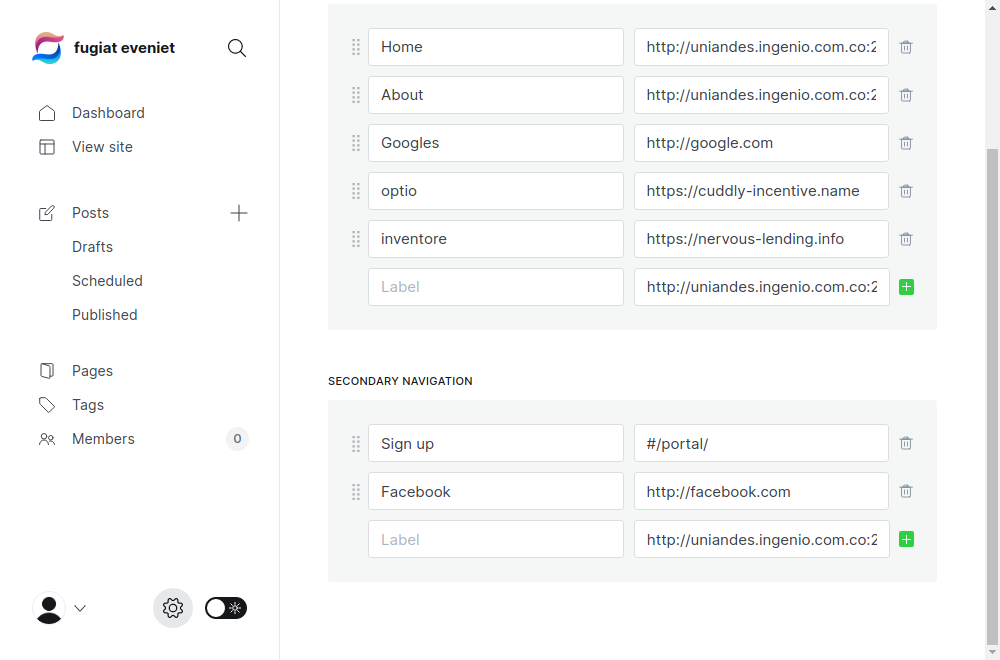 fugiat eveniet
Dashboard
View site
Posts
Drafts
Scheduled
Published
Pages
Tags
Members 0
Home http://uniandes.ingenio.com.co:2
About http://uniandes.ingenio.com.co:2
Googles http://google.com
optio https://cuddly-incentive.name
inventore https://nervous-lending.info
Label http://uniandes.ingenio.com.co:2
SECONDARY NAVIGATION
Sign up #/portal/
Facebook http://facebook.com
Label http://uniandes.ingenio.com.co:2